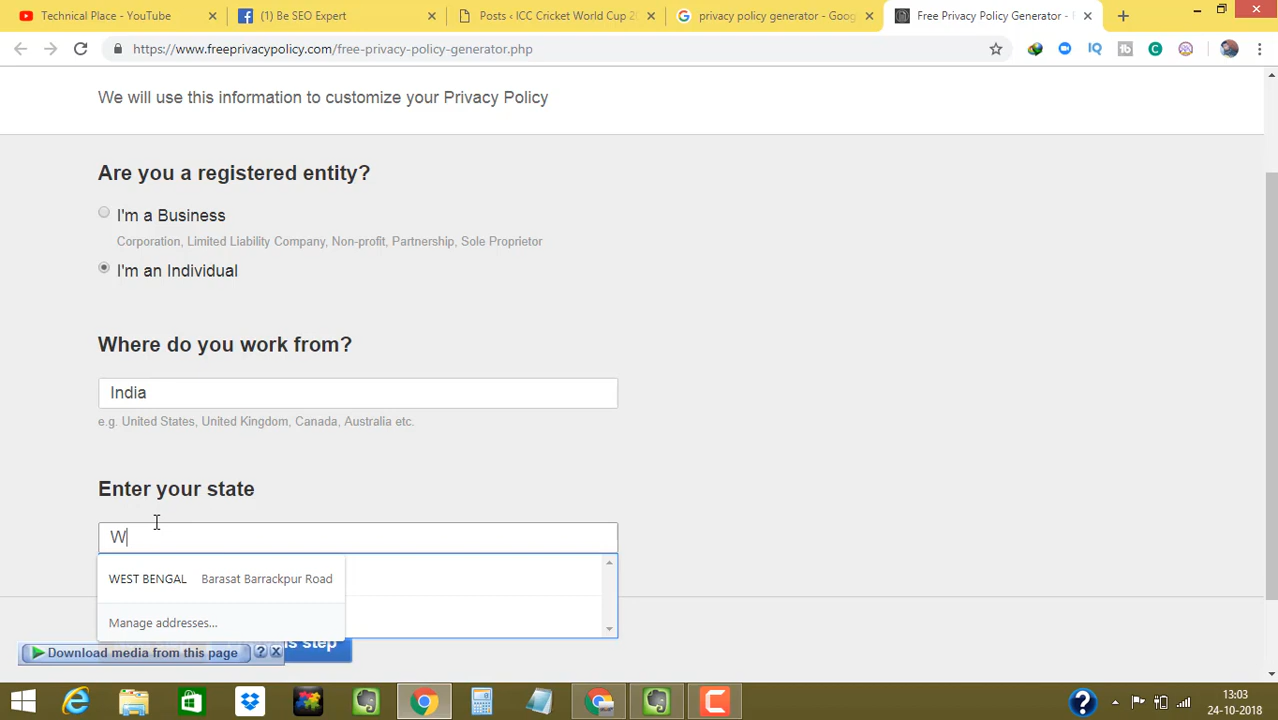 Technical Place - YouTube
(1) Be SEO Expert
Posts ‹ ICC Cricket World Cup 20
privacy policy generator - Goog
Free Privacy Policy Generator -
https://www.freeprivacypolicy.com/free-privacy-policy-generator.php
We will use this information to customize your Privacy Policy
Are you a registered entity?
I'm a Business
Corporation, Limited Liability Company, Non-profit, Partnership, Sole Proprietor
I'm an Individual
Where do you work from?
India
e.g. United States, United Kingdom, Canada, Australia etc.
Enter your state
W
WEST BENGAL Barasat Barrackpur Road
Manage addresses...
Download media from this page
step
13:03
24-10-2018